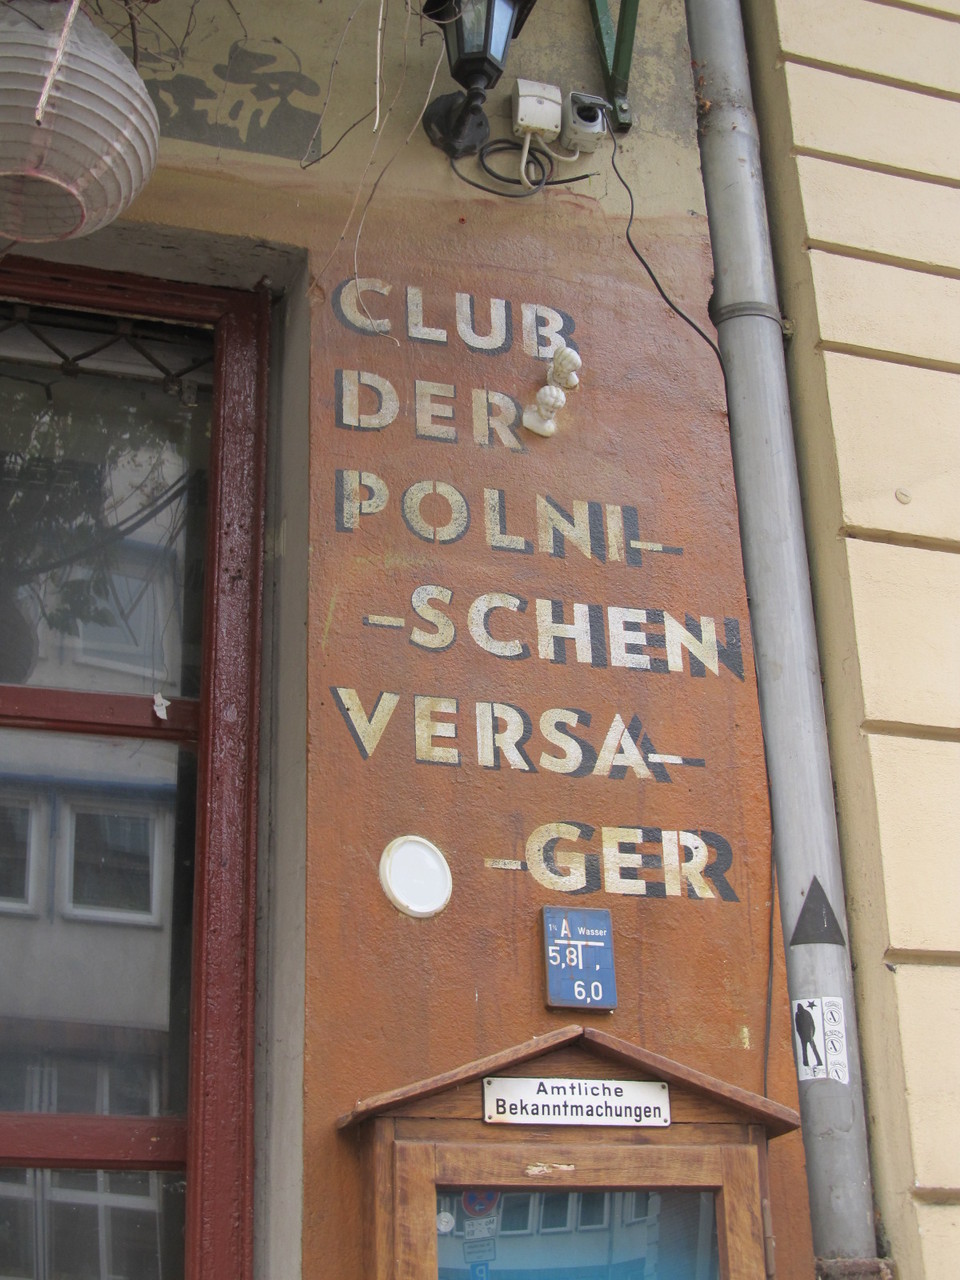 CLUB
DER
POLNI-
-SCHEN
VERSA-
-GER
A Wasser
5,8
6,0
Amtliche
Bekanntmachungen